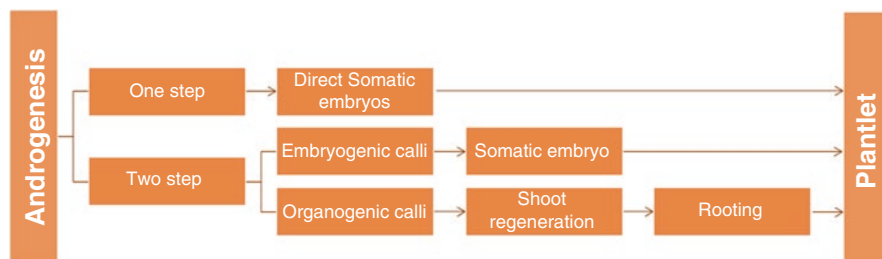 Androgenesis
One step
Direct Somatic
embryos
Two step
Embryogenic calli
Somatic embryo
Organogenic calli
Shoot
regeneration
Rooting
Plantlet